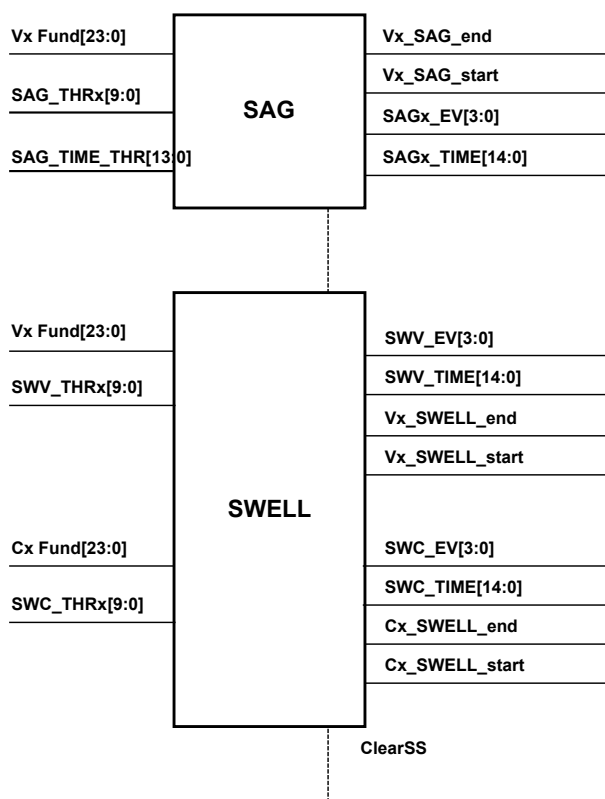 Vx Fund[23:0]
SAG_THRx[9:0]
SAG_TIME_THR[13:0]
SAG
Vx_SAG_end
Vx_SAG_start
SAGx_EV[3:0]
SAGx_TIME[14:0]
Vx Fund[23:0]
SWV_THRx[9:0]
Cx Fund[23:0]
SWC_THRx[9:0]
SWELL
SWV_EV[3:0]
SWV_TIME[14:0]
Vx_SWELL_end
Vx_SWELL_start
SWC_EV[3:0]
SWC_TIME[14:0]
Cx_SWELL_end
Cx_SWELL_start
ClearSS